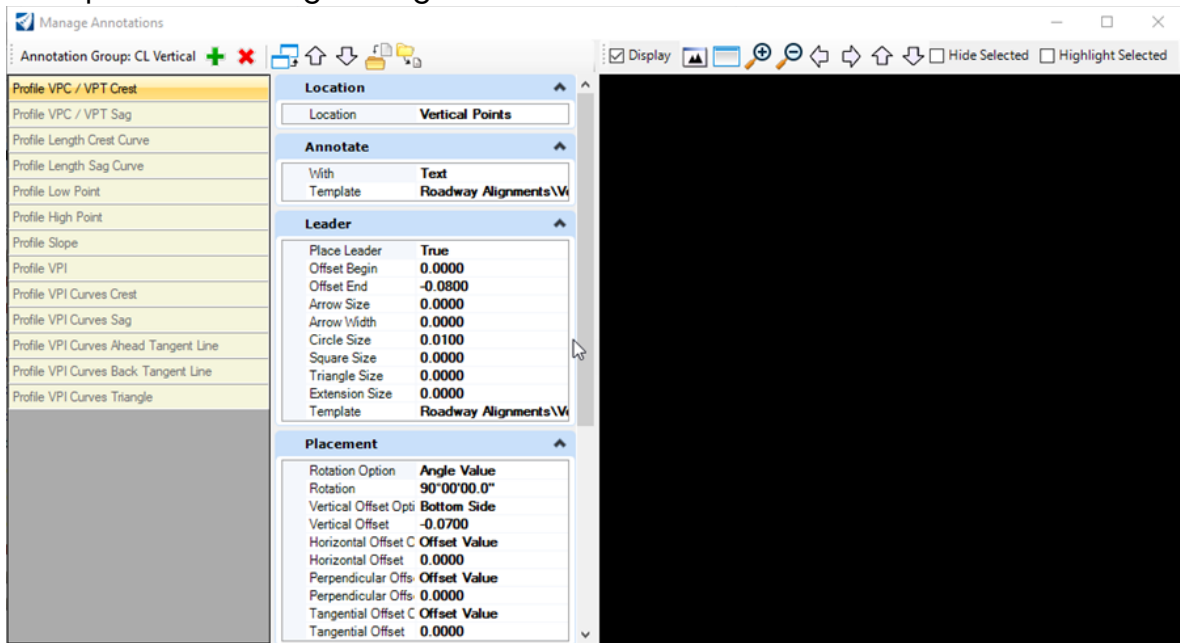 Manage Annotations
Annotation Group: CL Vertical
Display
Hide Selected
Highlight Selected
Profile VPC / VPT Crest
Profile VPC / VPT Sag
Profile Length Crest Curve
Profile Length Sag Curve
Profile Low Point
Profile High Point
Profile Slope
Profile VPI
Profile VPI Curves Crest
Profile VPI Curves Sag
Profile VPI Curves Ahead Tangent Line
Profile VPI Curves Back Tangent Line
Profile VPI Curves Triangle
Location
Location Vertical Points
Annotate
With Text
Template Roadway Alignments\Ve
Leader
Place Leader True
Offset Begin 0.0000
Offset End -0.0800
Arrow Size 0.0000
Arrow Width 0.0000
Circle Size 0.0100
Square Size 0.0000
Triangle Size 0.0000
Extension Size 0.0000
Template Roadway Alignments\Ve
Placement
Rotation Option Angle Value
Rotation 90°00'00.0"
Vertical Offset Opti Bottom Side
Vertical Offset -0.0700
Horizontal Offset C Offset Value
Horizontal Offset 0.0000
Perpendicular Offs Offset Value
Perpendicular Offs 0.0000
Tangential Offset C Offset Value
Tangential Offset 0.0000